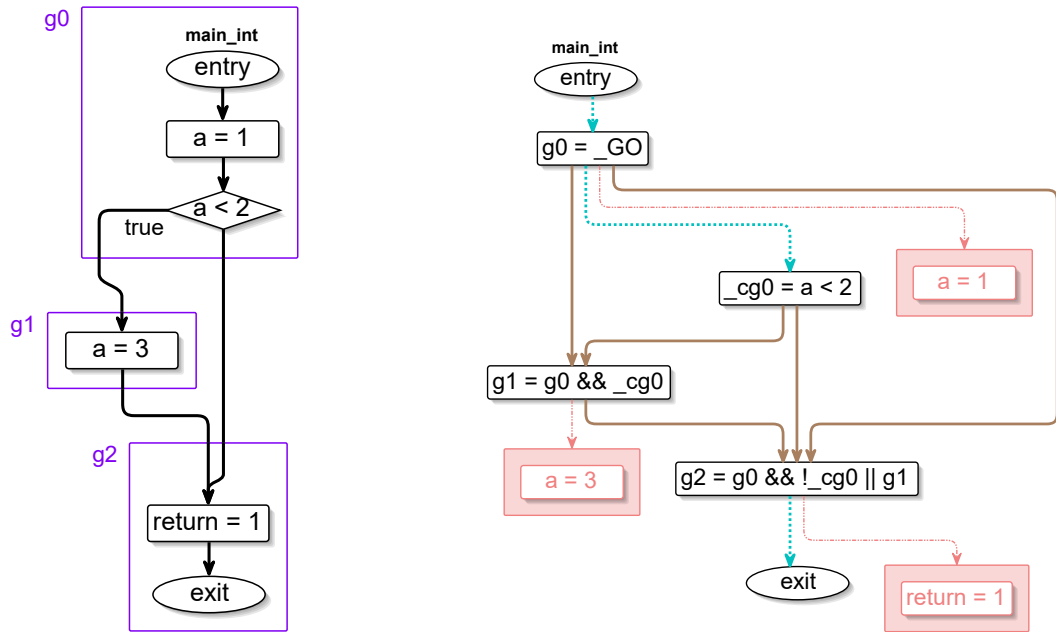 g0
main_int
entry
a = 1
a < 2
true
g1
a = 3
g2
return = 1
exit
main_int
entry
g0 = _GO
a = 1
_cg0 = a < 2
g1 = g0 && _cg0
a = 3
g2 = g0 && !_cg0 || g1
exit
return = 1